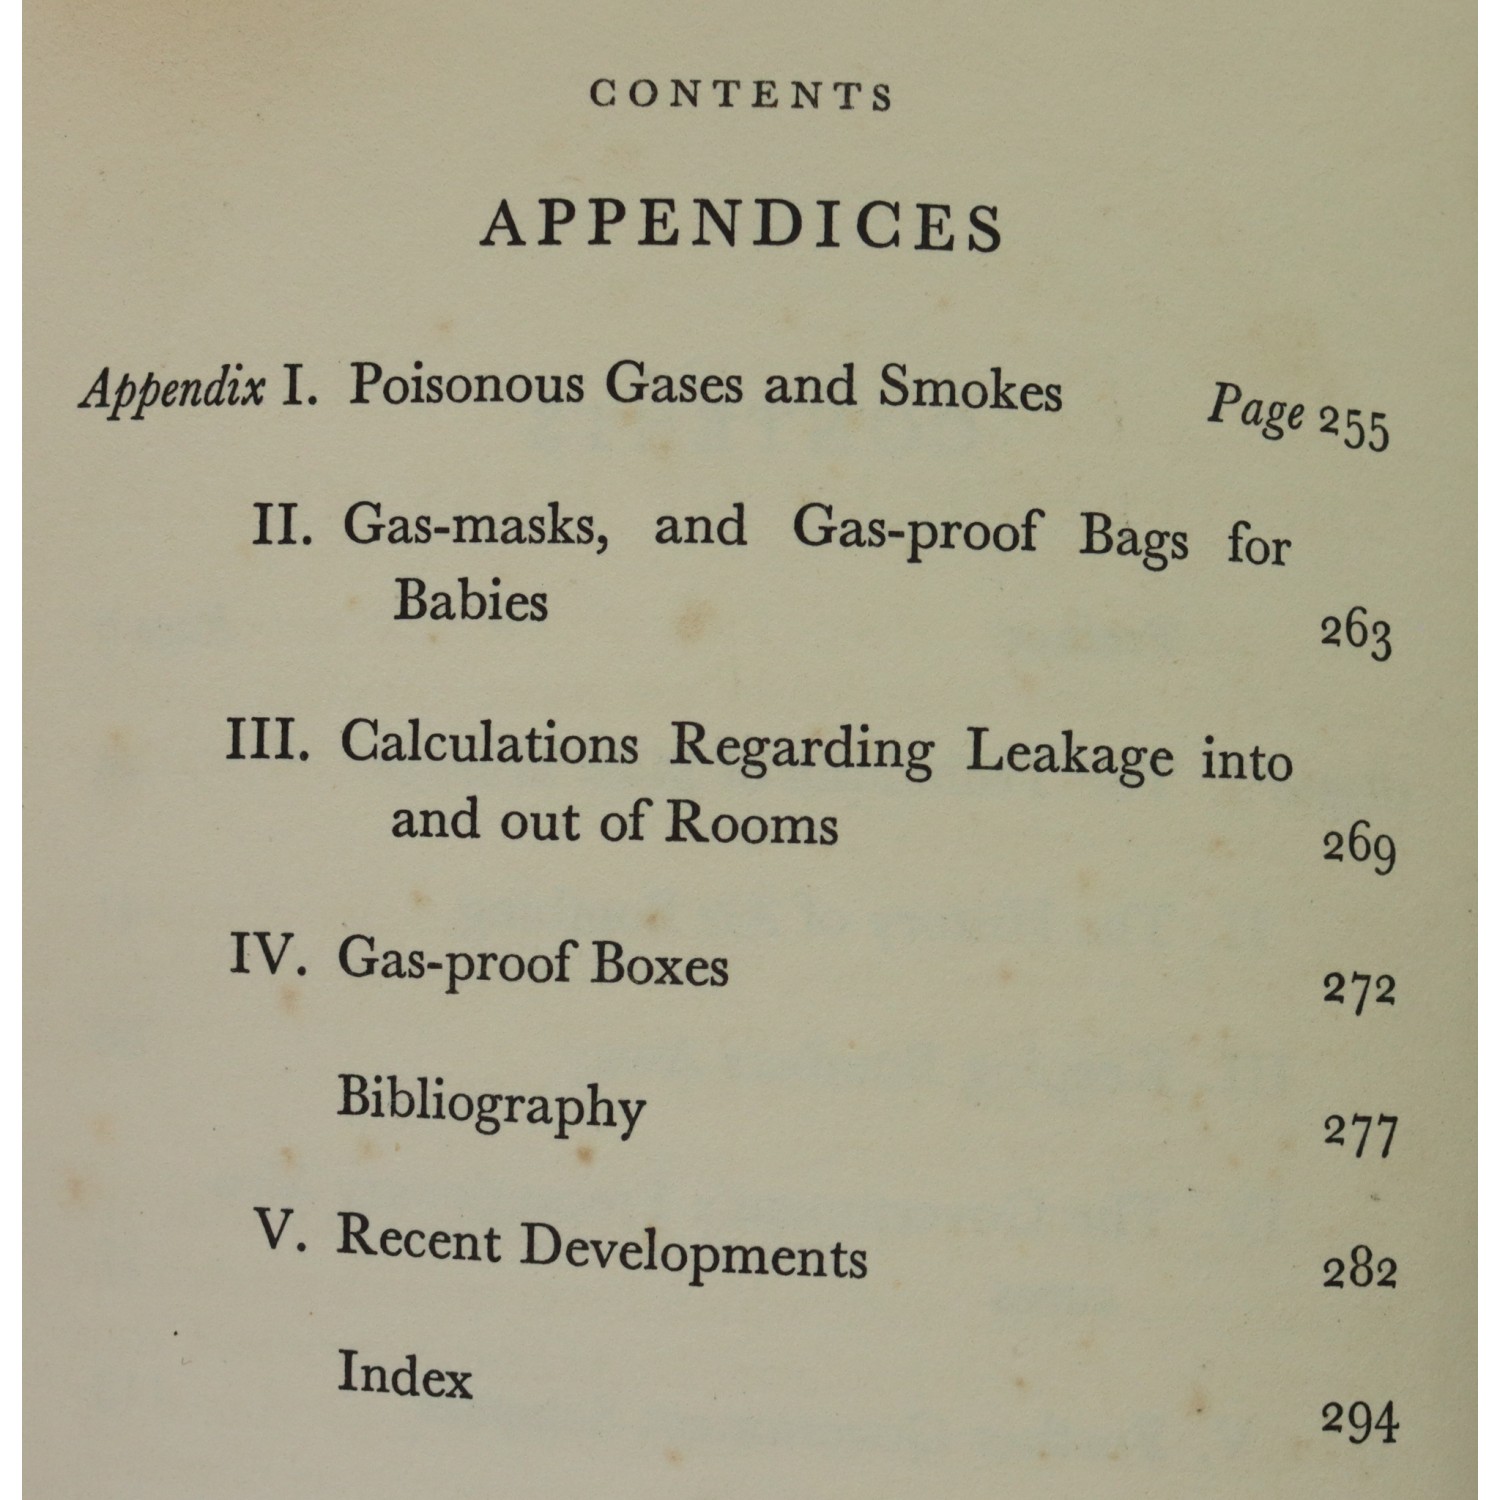 CONTENTS
APPENDICES
Appendix I. Poisonous Gases and Smokes Page 255
II. Gas-masks, and Gas-proof Bags for
Babies 263
III. Calculations Regarding Leakage into
and out of Rooms 269
IV. Gas-proof Boxes 272
Bibliography 277
V. Recent Developments 282
Index 294